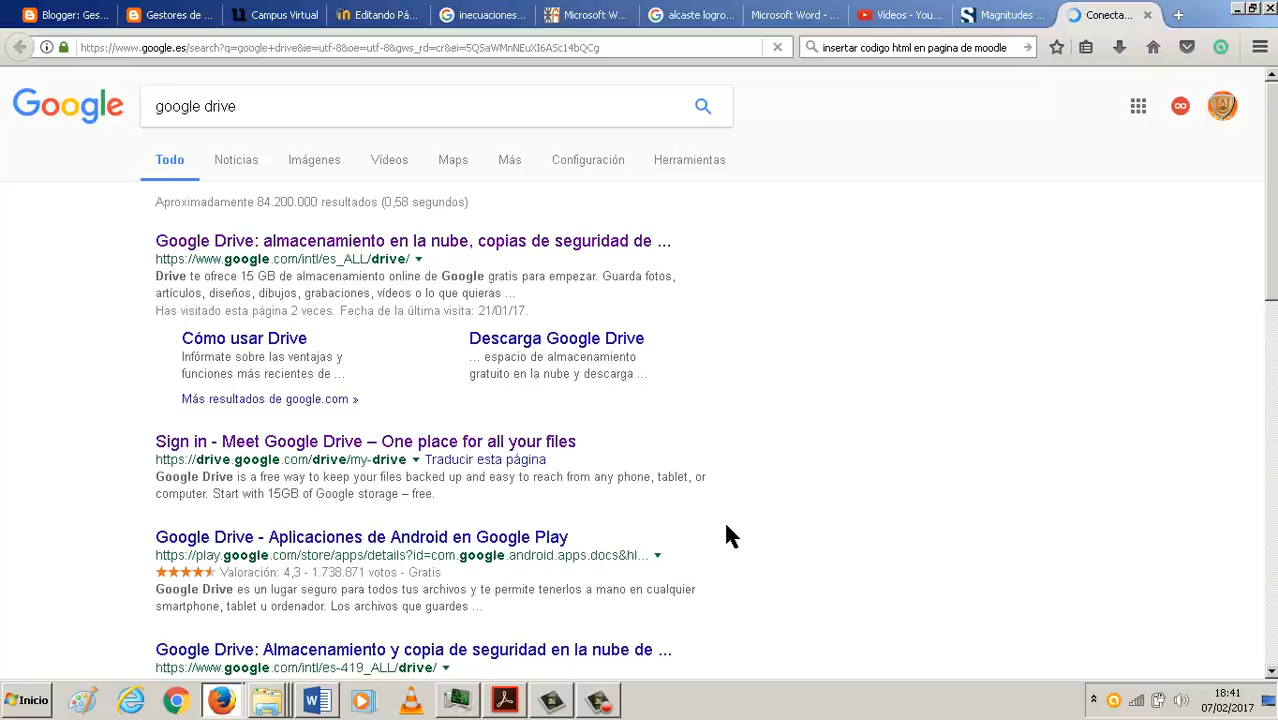 Blogger: Ges...
Gestores de ...
Campus Virtual
Editando Pá...
inecuaciones...
Microsoft W...
alcaste logro...
Microsoft Word - ...
Vídeos - You...
Magnitudes ...
Conecta...
https://www.google.es/search?q=google+drive&ie=utf-8&oe=utf-8&gws_rd=cr&ei=5QSaWMnNEuXI6ASc14bQCg
insertar codigo html en pagina de moodle
Google
google drive
Todo Noticias Imágenes Vídeos Maps Más Configuración Herramientas
Aproximadamente 84.200.000 resultados (0,58 segundos)
Google Drive: almacenamiento en la nube, copias de seguridad de ...
https://www.google.com/intl/es_ALL/drive/
Drive te ofrece 15 GB de almacenamiento online de Google gratis para empezar. Guarda fotos,
artículos, diseños, dibujos, grabaciones, vídeos o lo que quieras ...
Has visitado esta página 2 veces. Fecha de la última visita: 21/01/17.
Cómo usar Drive
Infórmate sobre las ventajas y
funciones más recientes de ...
Descarga Google Drive
... espacio de almacenamiento
gratuito en la nube y descarga ...
Más resultados de google.com »
Sign in - Meet Google Drive – One place for all your files
https://drive.google.com/drive/my-drive Traducir esta página
Google Drive is a free way to keep your files backed up and easy to reach from any phone, tablet, or
computer. Start with 15GB of Google storage – free.
Google Drive - Aplicaciones de Android en Google Play
https://play.google.com/store/apps/details?id=com.google.android.apps.docs&hl...
Valoración: 4,3 - 1.738.871 votos - Gratis
Google Drive es un lugar seguro para todos tus archivos y te permite tenerlos a mano en cualquier
smartphone, tablet u ordenador. Los archivos que guardes ...
Google Drive: Almacenamiento y copia de seguridad en la nube de ...
https://www.google.com/intl/es-419_ALL/drive/
Inicio
18:41
07/02/2017